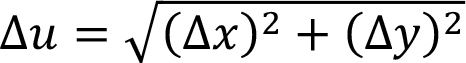 Δu = √((Δx)² + (Δy)²)